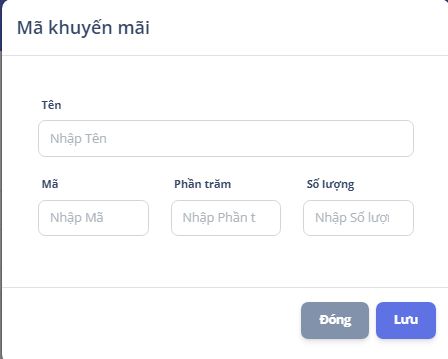 Mã khuyến mãi
Tên
Nhập Tên
Mã Phần trăm Số lượng
Nhập Mã Nhập Phần t Nhập Số lượi
Đóng Lưu